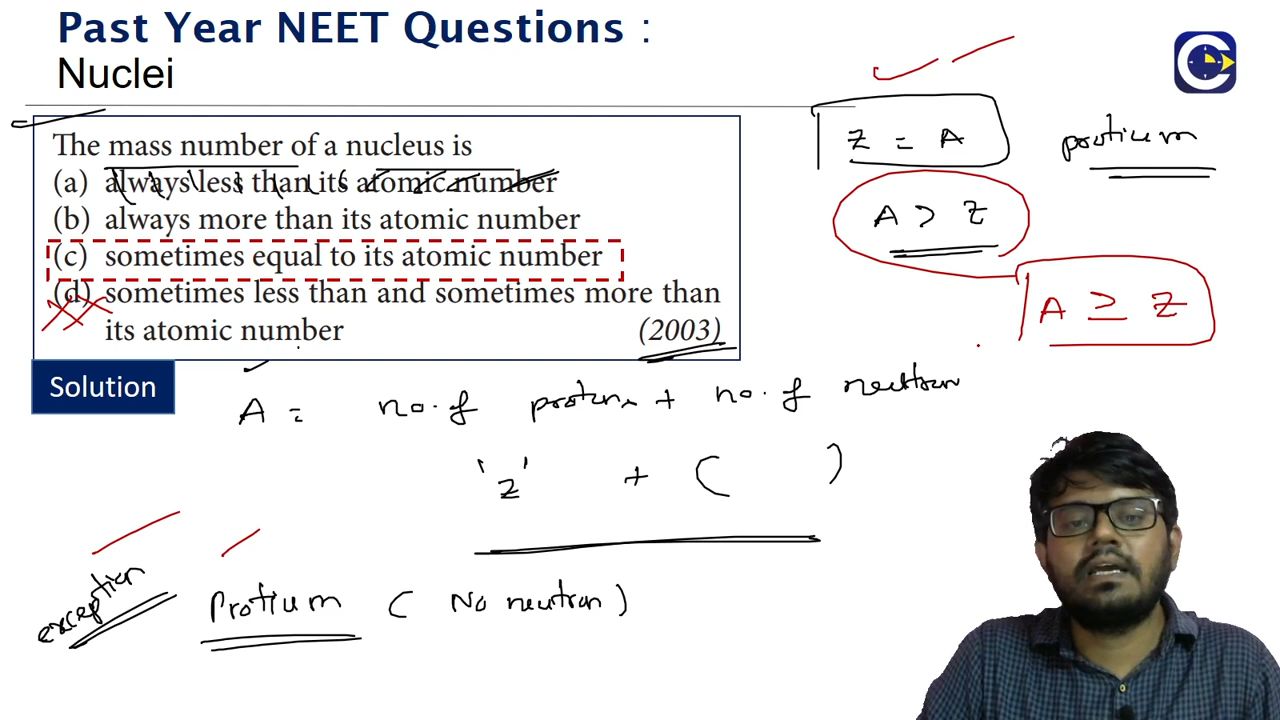 Past Year NEET Questions :
Nuclei
The mass number of a nucleus is
(a) always less than its atomic number
(b) always more than its atomic number
(c) sometimes equal to its atomic number
(d) sometimes less than and sometimes more than
its atomic number (2003)
Z = A protium
A > Z
A ≥ Z
Solution
A = no. of protons + no. of neutron
'Z' + ( )
exception Protium ( No neutron )